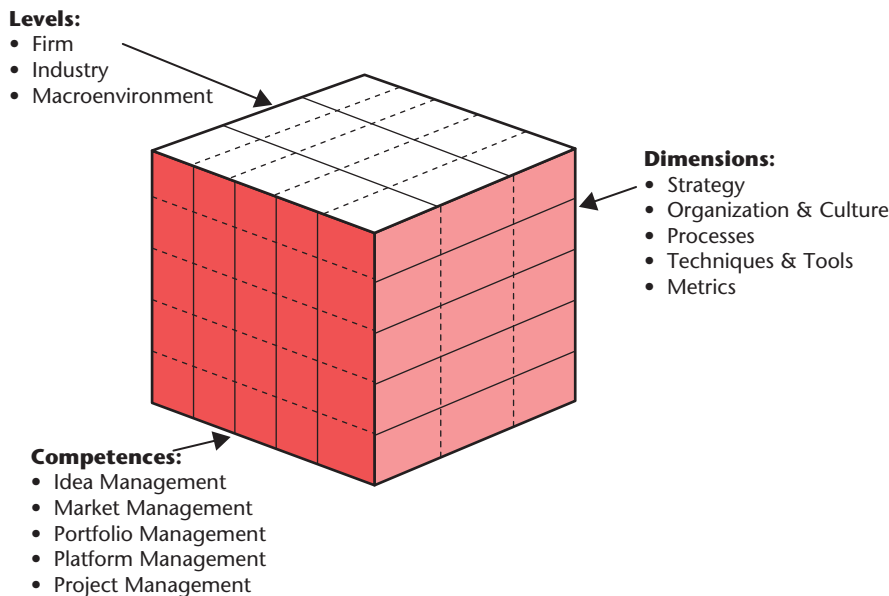 Levels:
• Firm
• Industry
• Macroenvironment
Dimensions:
• Strategy
• Organization & Culture
• Processes
• Techniques & Tools
• Metrics
Competences:
• Idea Management
• Market Management
• Portfolio Management
• Platform Management
• Project Management